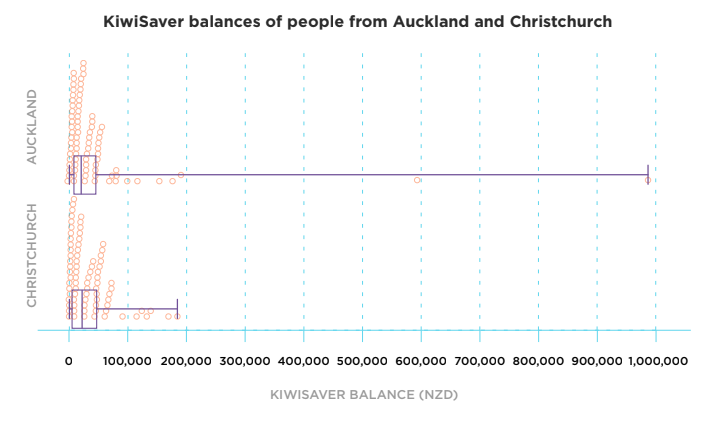 KiwiSaver balances of people from Auckland and Christchurch
AUCKLAND
CHRISTCHURCH
0 100,000 200,000 300,000 400,000 500,000 600,000 700,000 800,000 900,000 1,000,000
KIWISAVER BALANCE (NZD)